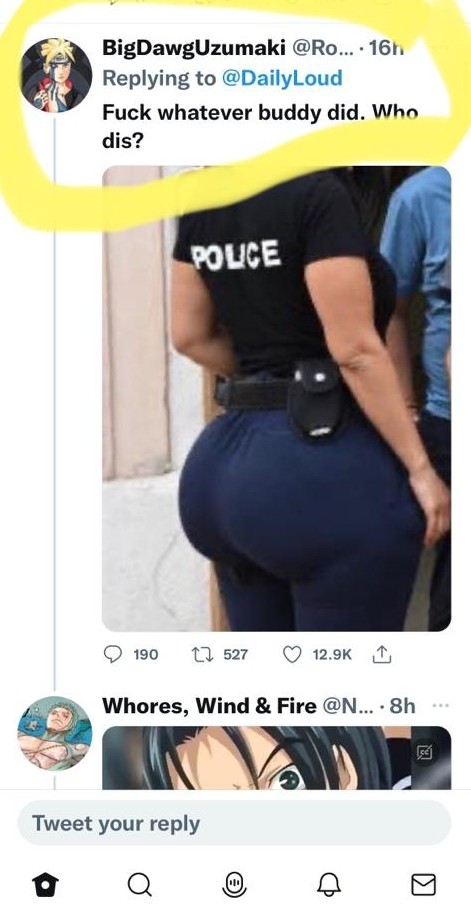 BigDawgUzumaki @Ro... · 16h
Replying to @DailyLoud
Fuck whatever buddy did. Who
dis?
POLICE
190 527 12.9K
Whores, Wind & Fire @N... · 8h
Tweet your reply